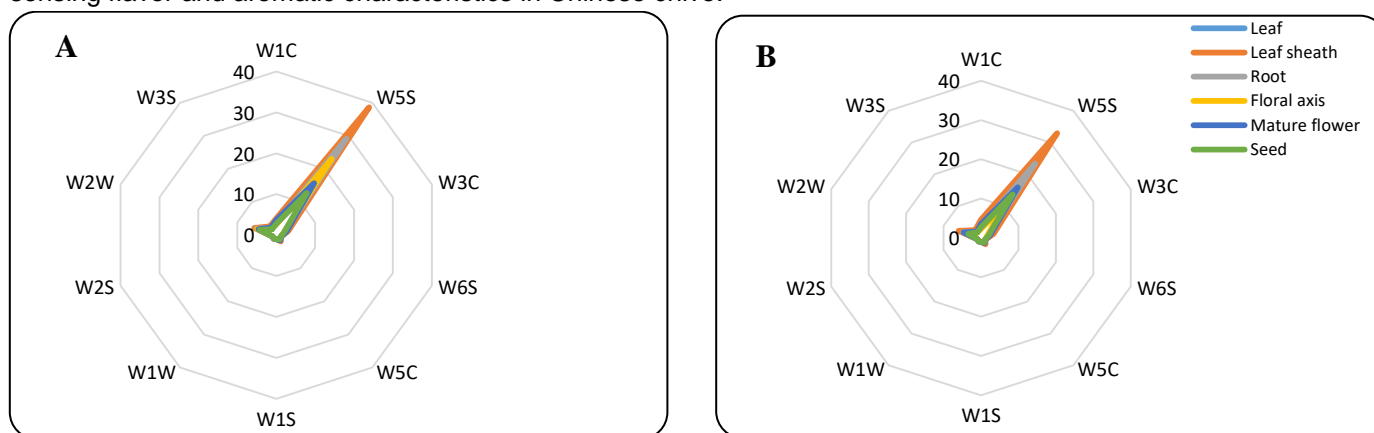 sensing flavor and aromatic characteristics in Chinese chive.
A
W1C
40
W3S
W5S
30
20
W2W
W3C
10
0
W2S
W6S
W1W
W5C
W1S
B
W1C
40
W3S
W5S
30
20
W2W
W3C
10
0
W2S
W6S
W1W
W5C
W1S
Leaf
Leaf sheath
Root
Floral axis
Mature flower
Seed